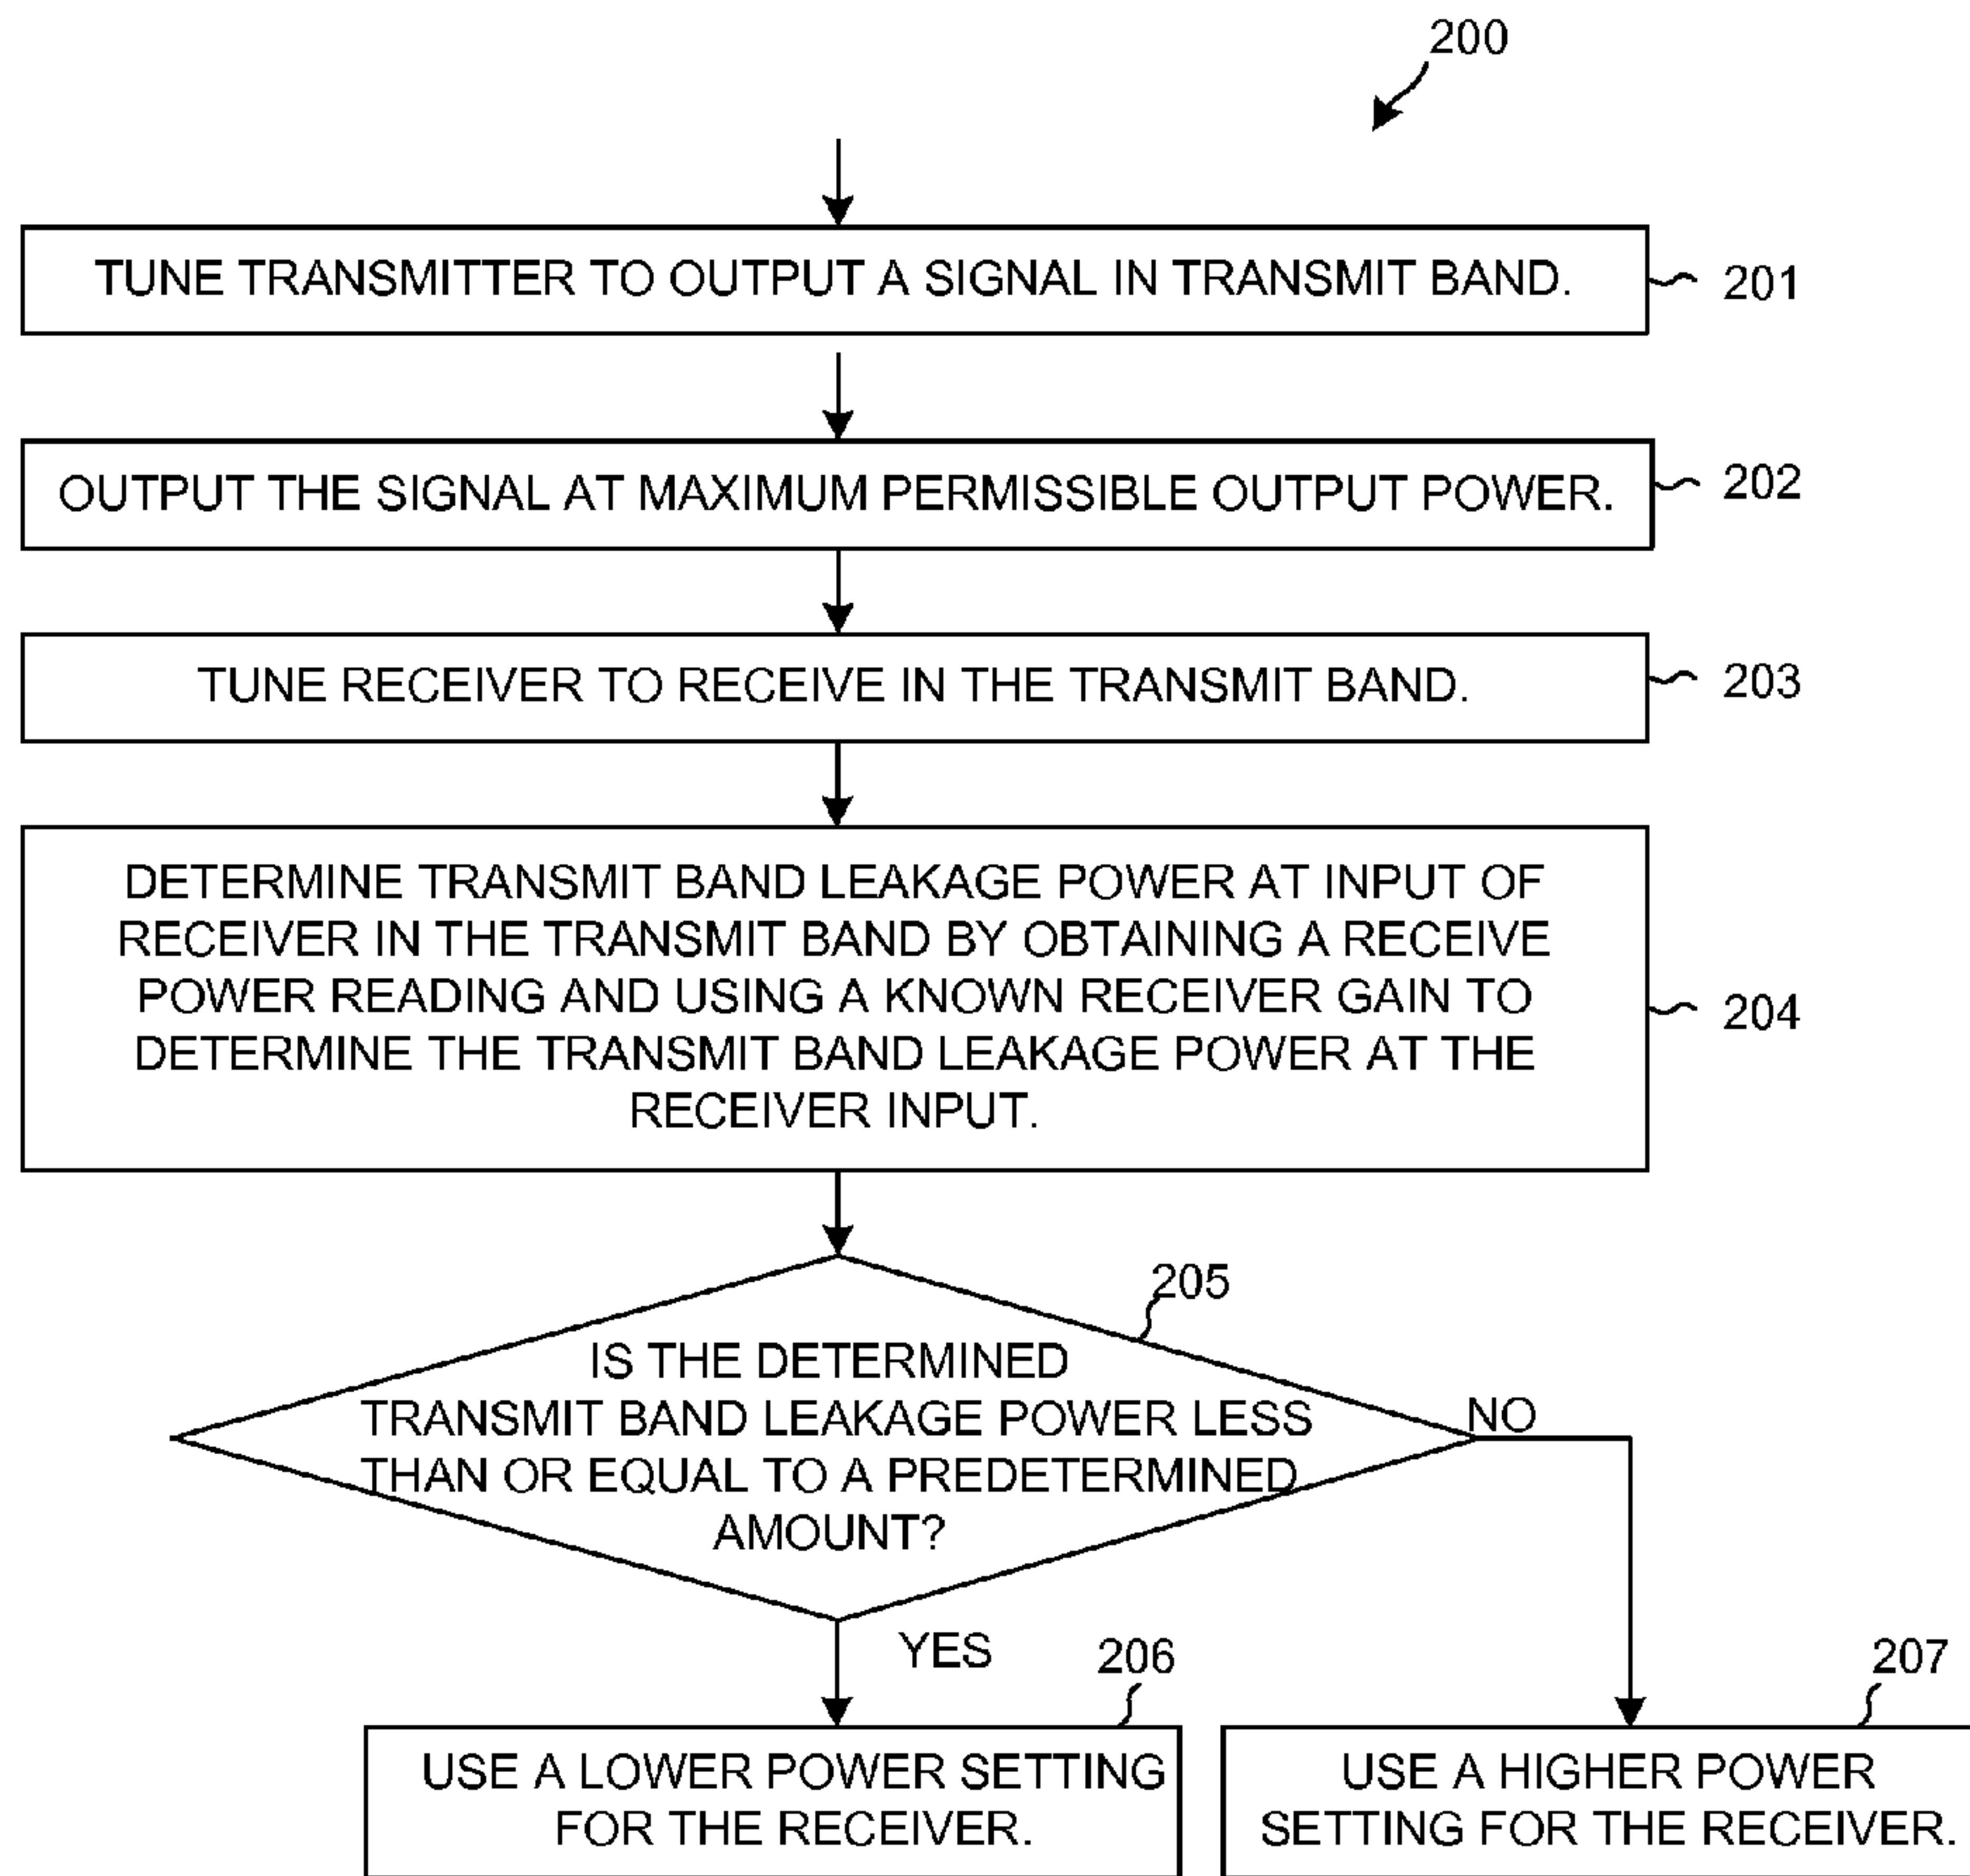 200
TUNE TRANSMITTER TO OUTPUT A SIGNAL IN TRANSMIT BAND.
201
OUTPUT THE SIGNAL AT MAXIMUM PERMISSIBLE OUTPUT POWER.
202
TUNE RECEIVER TO RECEIVE IN THE TRANSMIT BAND.
203
DETERMINE TRANSMIT BAND LEAKAGE POWER AT INPUT OF
RECEIVER IN THE TRANSMIT BAND BY OBTAINING A RECEIVE
POWER READING AND USING A KNOWN RECEIVER GAIN TO
DETERMINE THE TRANSMIT BAND LEAKAGE POWER AT THE
RECEIVER INPUT.
204
205
IS THE DETERMINED
TRANSMIT BAND LEAKAGE POWER LESS
THAN OR EQUAL TO A PREDETERMINED
AMOUNT?
NO
YES
206
207
USE A LOWER POWER SETTING
FOR THE RECEIVER.
USE A HIGHER POWER
SETTING FOR THE RECEIVER.